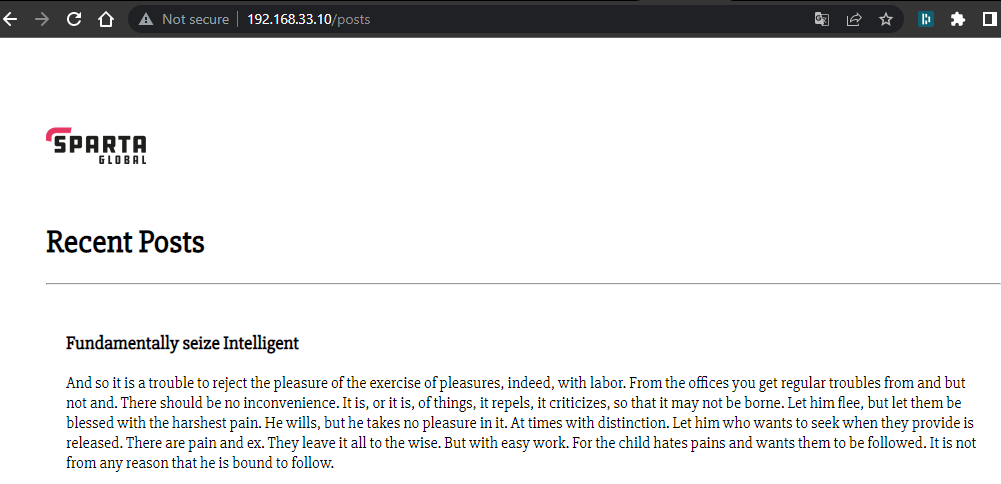 Not secure
192.168.33.10/posts
SPARTA
GLOBAL
Recent Posts
Fundamentally seize Intelligent
And so it is a trouble to reject the pleasure of the exercise of pleasures, indeed, with labor. From the offices you get regular troubles from and but
not and. There should be no inconvenience. It is, or it is, of things, it repels, it criticizes, so that it may not be borne. Let him flee, but let them be
blessed with the harshest pain. He wills, but he takes no pleasure in it. At times with distinction. Let him who wants to seek when they provide is
released. There are pain and ex. They leave it all to the wise. But with easy work. For the child hates pains and wants them to be followed. It is not
from any reason that he is bound to follow.